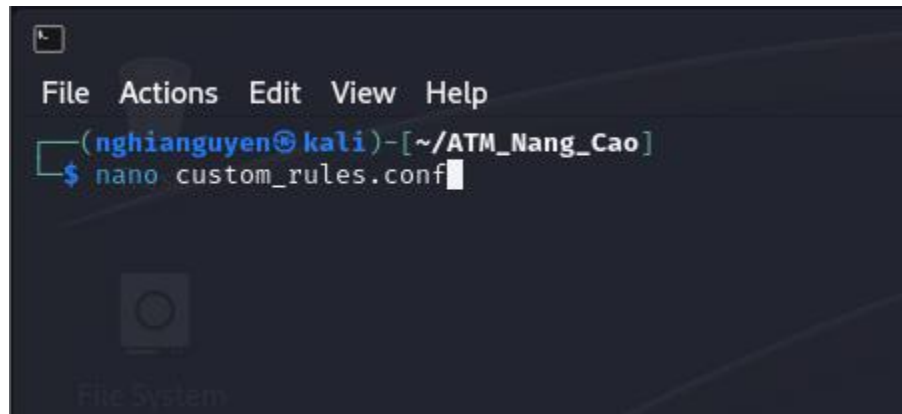 File Actions Edit View Help
┌──(nghianguyen㉿kali)-[~/ATM_Nang_Cao]
└─$ nano custom_rules.conf
File System